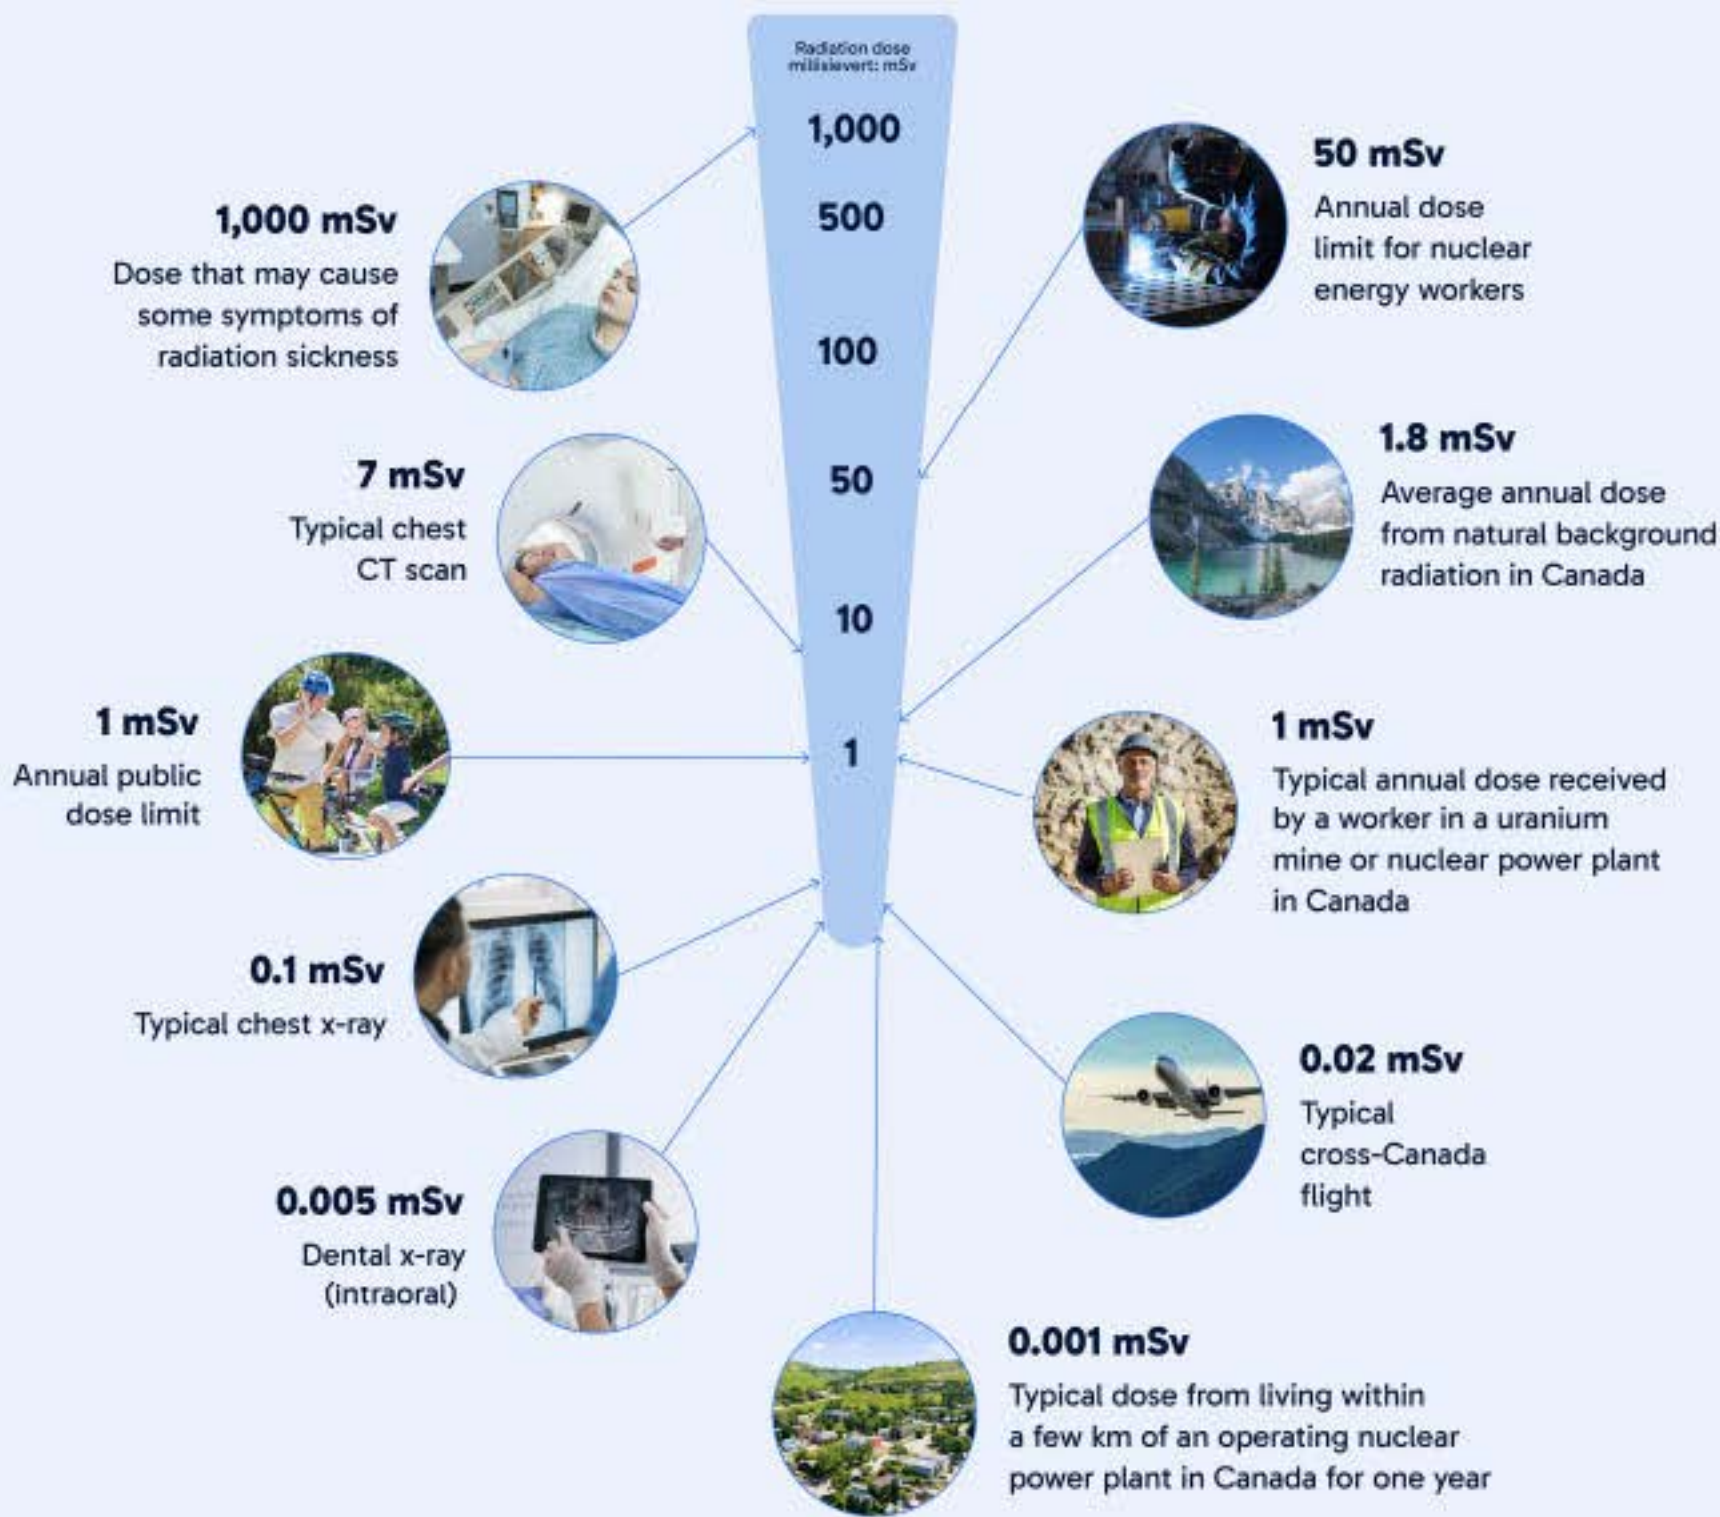 Radiation dose
millisievert: mSv
1,000
500
100
50
10
1
1,000 mSv
Dose that may cause
some symptoms of
radiation sickness
50 mSv
Annual dose
limit for nuclear
energy workers
7 mSv
Typical chest
CT scan
1.8 mSv
Average annual dose
from natural background
radiation in Canada
1 mSv
Annual public
dose limit
1 mSv
Typical annual dose received
by a worker in a uranium
mine or nuclear power plant
in Canada
0.1 mSv
Typical chest x-ray
0.02 mSv
Typical
cross-Canada
flight
0.005 mSv
Dental x-ray
(intraoral)
0.001 mSv
Typical dose from living within
a few km of an operating nuclear
power plant in Canada for one year